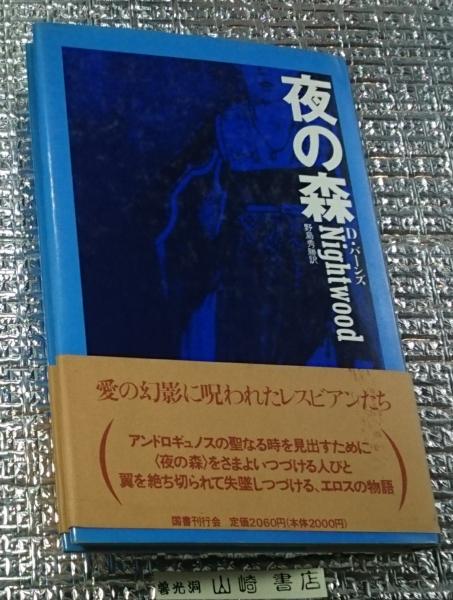 夜の森
Nightwood
D・バーンズ
野島秀勝訳
愛の幻影に呪われたレスビアンたち
アンドロギュノスの聖なる時を見出すために
〈夜の森〉をさまよいつづける人びと
翼を絶ち切られて失墜しつづける、エロスの物語
国書刊行会 定価2060円(本体2000円)
山崎書店